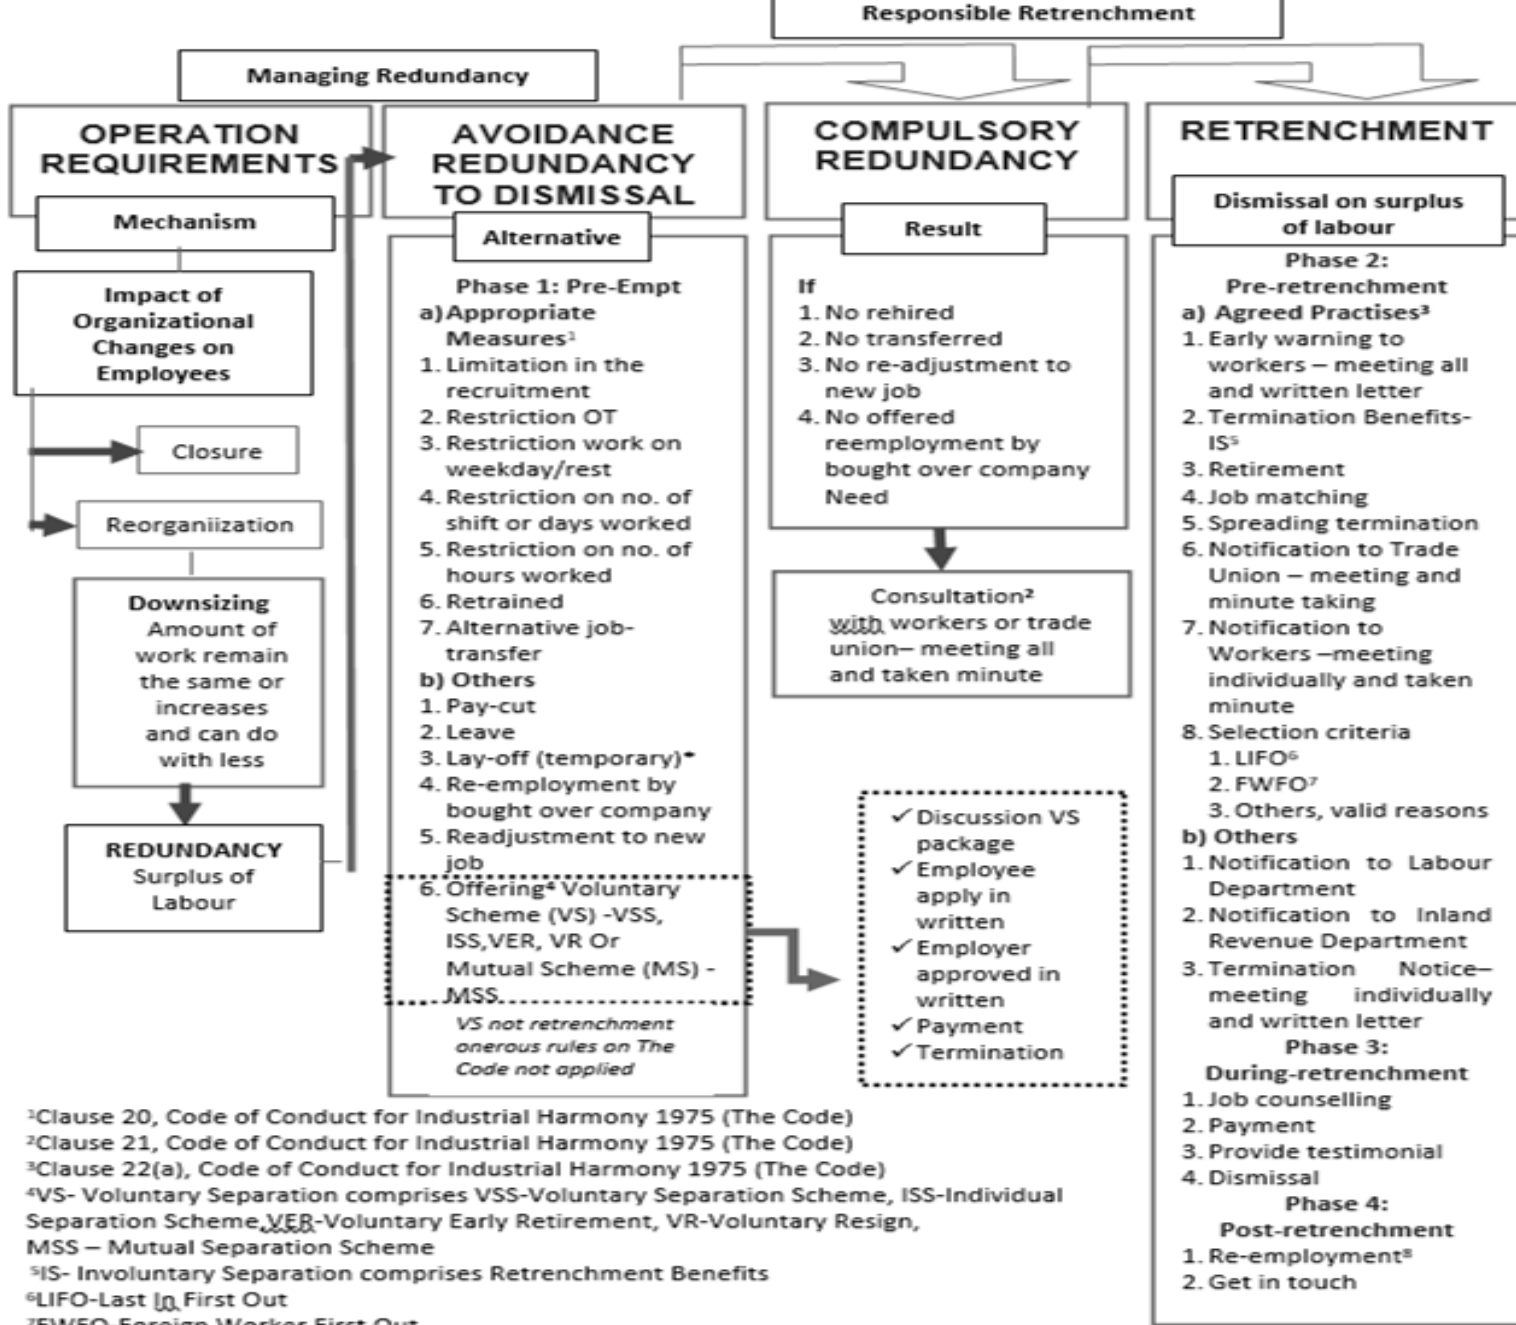 Responsible Retrenchment
Managing Redundancy
OPERATION
REQUIREMENTS
Mechanism
Impact of
Organizational
Changes on
Employees
Closure
Reorganiization
Downsizing
Amount of
work remain
the same or
increases
and can do
with less
REDUNDANCY
Surplus of
Labour
AVOIDANCE
REDUNDANCY
TO DISMISSAL
Alternative
Phase 1: Pre-Empt
a) Appropriate
Measures¹
1. Limitation in the
recruitment
2. Restriction OT
3. Restriction work on
weekday/rest
4. Restriction on no. of
shift or days worked
5. Restriction on no. of
hours worked
6. Retrained
7. Alternative job-
transfer
b) Others
1. Pay-cut
2. Leave
3. Lay-off (temporary)*
4. Re-employment by
bought over company
5. Readjustment to new
job
6. Offering⁴ Voluntary
Scheme (VS) -VSS,
ISS,VER, VR Or
Mutual Scheme (MS) -
MSS
VS not retrenchment
onerous rules on The
Code not applied
COMPULSORY
REDUNDANCY
Result
If
1. No rehired
2. No transferred
3. No re-adjustment to
new job
4. No offered
reemployment by
bought over company
Need
Consultation²
with workers or trade
union– meeting all
and taken minute
✓ Discussion VS
package
✓ Employee
apply in
written
✓ Employer
approved in
written
✓ Payment
✓ Termination
RETRENCHMENT
Dismissal on surplus
of labour
Phase 2:
Pre-retrenchment
a) Agreed Practises³
1. Early warning to
workers – meeting all
and written letter
2. Termination Benefits-
IS⁵
3. Retirement
4. Job matching
5. Spreading termination
6. Notification to Trade
Union – meeting and
minute taking
7. Notification to
Workers –meeting
individually and taken
minute
8. Selection criteria
1. LIFO⁶
2. FWFO⁷
3. Others, valid reasons
b) Others
1. Notification to Labour
Department
2. Notification to Inland
Revenue Department
3. Termination Notice–
meeting individually
and written letter
Phase 3:
During-retrenchment
1. Job counselling
2. Payment
3. Provide testimonial
4. Dismissal
Phase 4:
Post-retrenchment
1. Re-employment⁸
2. Get in touch
¹Clause 20, Code of Conduct for Industrial Harmony 1975 (The Code)
²Clause 21, Code of Conduct for Industrial Harmony 1975 (The Code)
³Clause 22(a), Code of Conduct for Industrial Harmony 1975 (The Code)
⁴VS- Voluntary Separation comprises VSS-Voluntary Separation Scheme, ISS-Individual
Separation Scheme,VER-Voluntary Early Retirement, VR-Voluntary Resign,
MSS – Mutual Separation Scheme
⁵IS- Involuntary Separation comprises Retrenchment Benefits
⁶LIFO-Last In First Out
⁷FWFO-Foreign Worker First Out